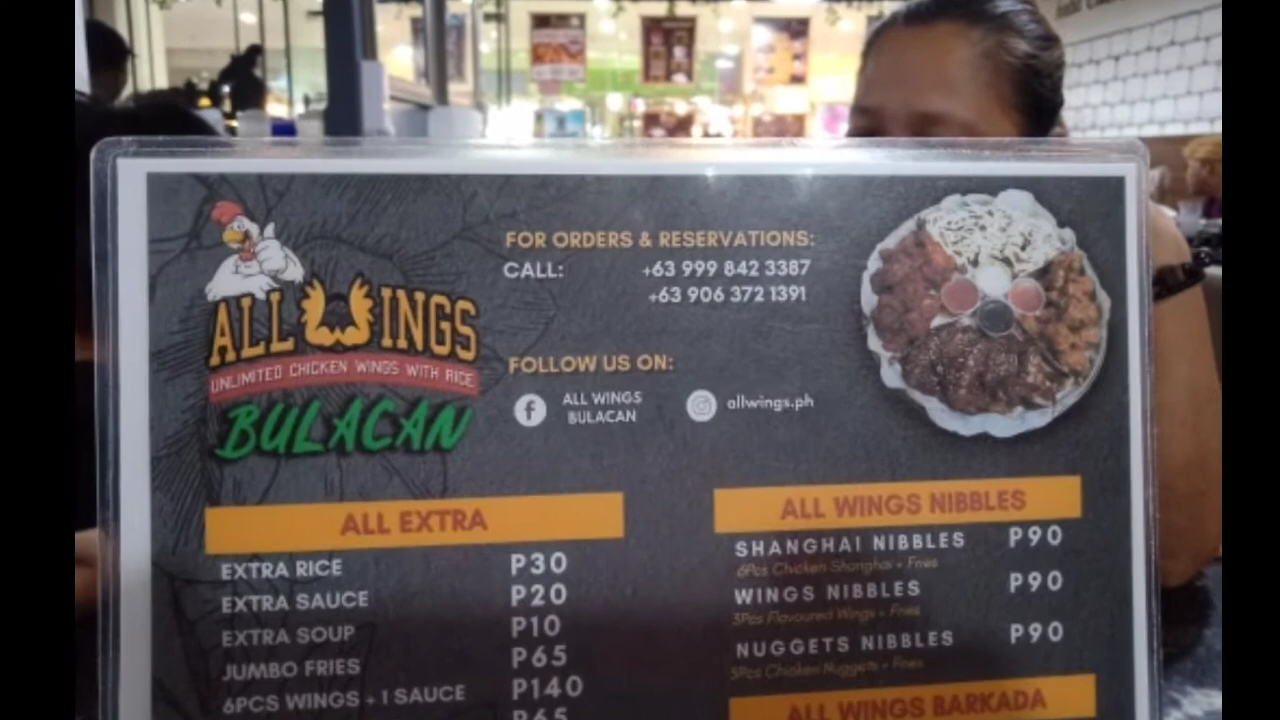 ALL WINGS
UNLIMITED CHICKEN WINGS WITH RICE
BULACAN
FOR ORDERS & RESERVATIONS:
CALL: +63 999 842 3387
+63 906 372 1391
FOLLOW US ON:
ALL WINGS
BULACAN
allwings.ph
ALL EXTRA
EXTRA RICE P30
EXTRA SAUCE P20
EXTRA SOUP P10
JUMBO FRIES P65
6PCS WINGS + 1 SAUCE P140
P65
ALL WINGS NIBBLES
SHANGHAI NIBBLES P90
6Pcs Chicken Shanghai + Fries
WINGS NIBBLES P90
3Pcs Flavoured Wings + Fries
NUGGETS NIBBLES P90
5Pcs Chicken Nuggets + Fries
ALL WINGS BARKADA